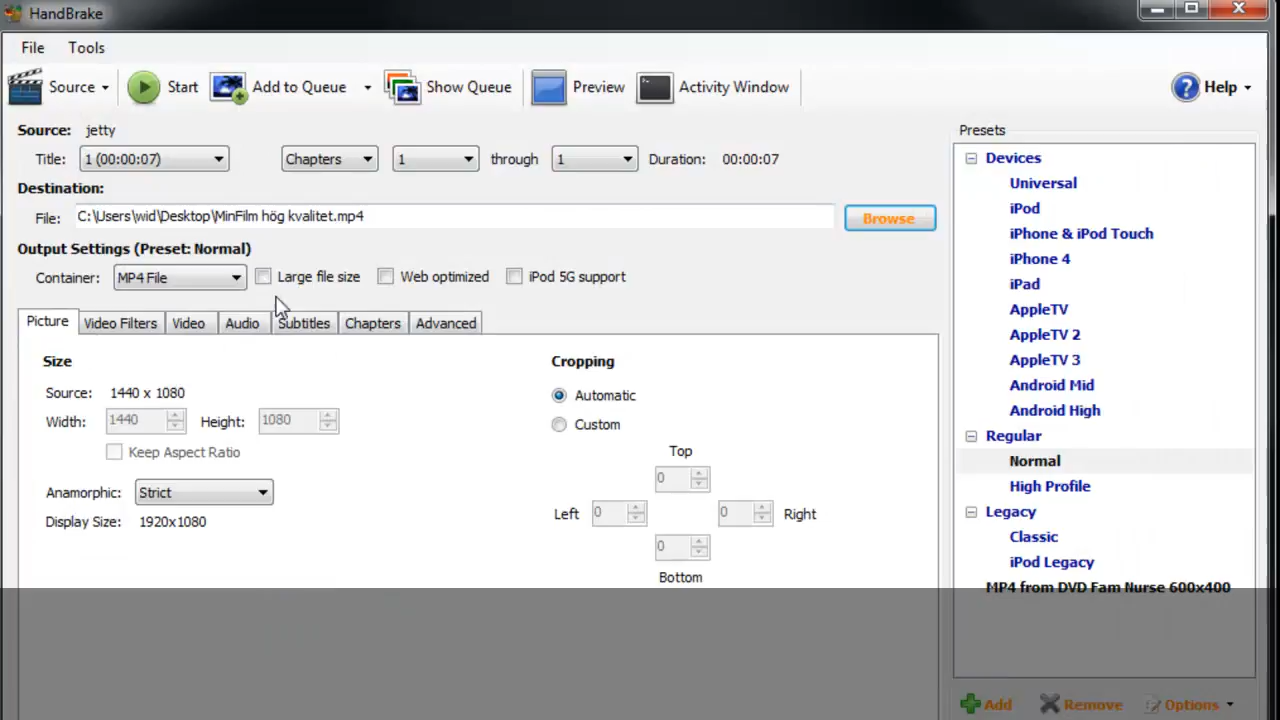 HandBrake
File Tools
Source Start Add to Queue Show Queue Preview Activity Window Help
Source: jetty
Title: 1 (00:00:07) Chapters 1 through 1 Duration: 00:00:07
Destination:
File: C:\Users\wid\Desktop\MinFilm hög kvalitet.mp4 Browse
Output Settings (Preset: Normal)
Container: MP4 File Large file size Web optimized iPod 5G support
Picture Video Filters Video Audio Subtitles Chapters Advanced
Size
Source: 1440 x 1080
Width: 1440 Height: 1080
Keep Aspect Ratio
Anamorphic: Strict
Display Size: 1920x1080
Cropping
Automatic
Custom
Top
0
Left 0 0 Right
0
Bottom
Presets
Devices
Universal
iPod
iPhone & iPod Touch
iPhone 4
iPad
AppleTV
AppleTV 2
AppleTV 3
Android Mid
Android High
Regular
Normal
High Profile
Legacy
Classic
iPod Legacy
MP4 from DVD Fam Nurse 600x400
Add Remove Options